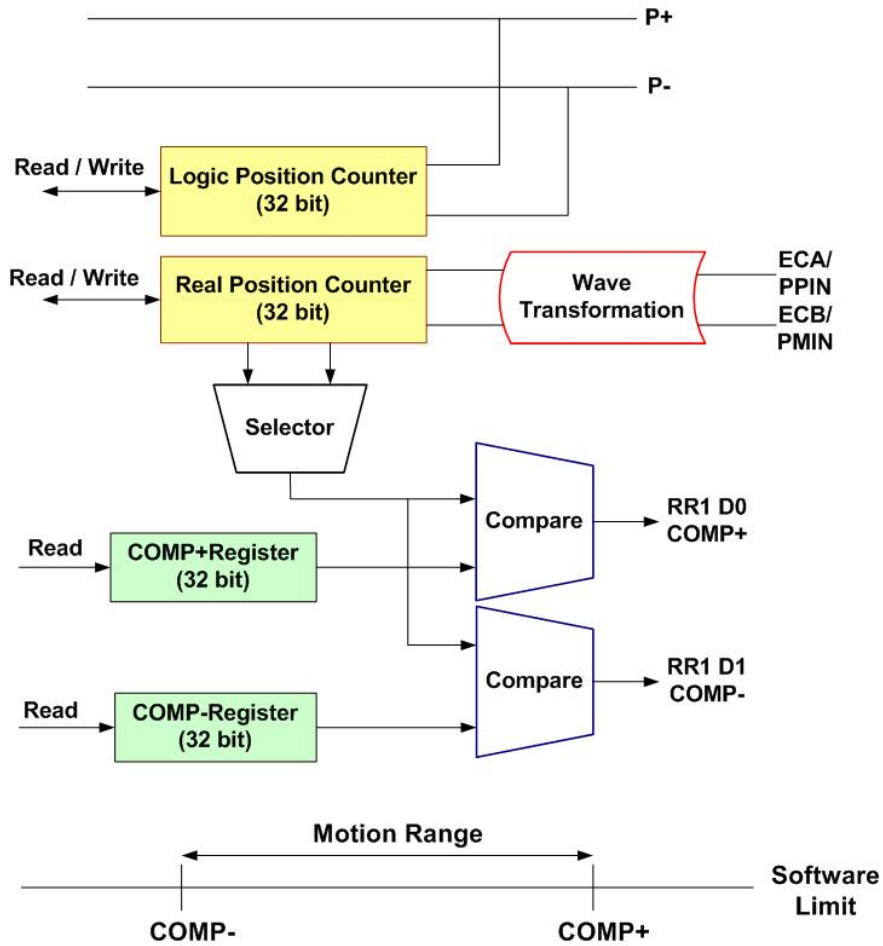 P+
P-
Read / Write
Logic Position Counter
(32 bit)
Read / Write
Real Position Counter
(32 bit)
Wave
Transformation
ECA/
PPIN
ECB/
PMIN
Selector
Compare
RR1 D0
COMP+
Read
COMP+Register
(32 bit)
Compare
RR1 D1
COMP-
Read
COMP-Register
(32 bit)
Motion Range
Software
Limit
COMP-
COMP+